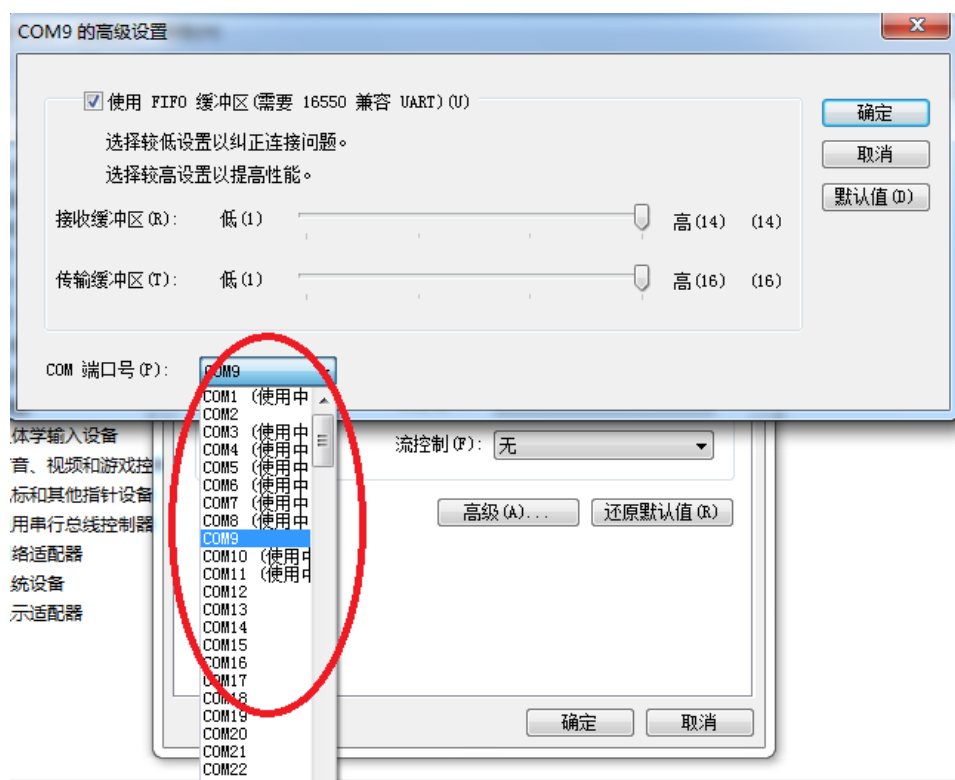 COM9 的高级设置
使用 FIFO 缓冲区(需要 16550 兼容 UART)(U)
确定
选择较低设置以纠正连接问题。
取消
选择较高设置以提高性能。
默认值(D)
接收缓冲区(R): 低(1) 高(14) (14)
传输缓冲区(T): 低(1) 高(16) (16)
COM 端口号(P): COM9
COM1 (使用中
COM2
COM3 (使用中
COM4 (使用中
COM5 (使用中
COM6 (使用中
COM7 (使用中
COM8 (使用中
COM9
COM10 (使用中
COM11 (使用中
COM12
COM13
COM14
COM15
COM16
COM17
COM18
COM19
COM20
COM21
COM22
体学输入设备
音、视频和游戏控
标和其他指针设备
用串行总线控制器
络适配器
统设备
示适配器
流控制(F): 无
高级(A)... 还原默认值(R)
确定 取消